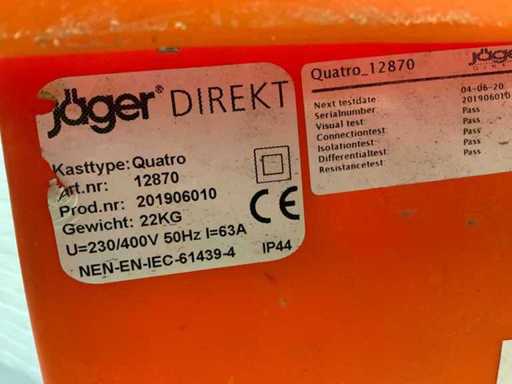 jäger® DIREKT
Kasttype: Quatro
Art.nr: 12870
Prod.nr: 201906010
Gewicht: 22KG
U=230/400V 50Hz I=63A
NEN-EN-IEC-61439-4 IP44
CE
Quatro_12870
Next testdate 04-06-20
Serialnumber: 20190601
Visual test: Pass
Connectiontest: Pass
Isolationtest: Pass
Differentialtest: Pass
Resistancetest: Pass
jäger